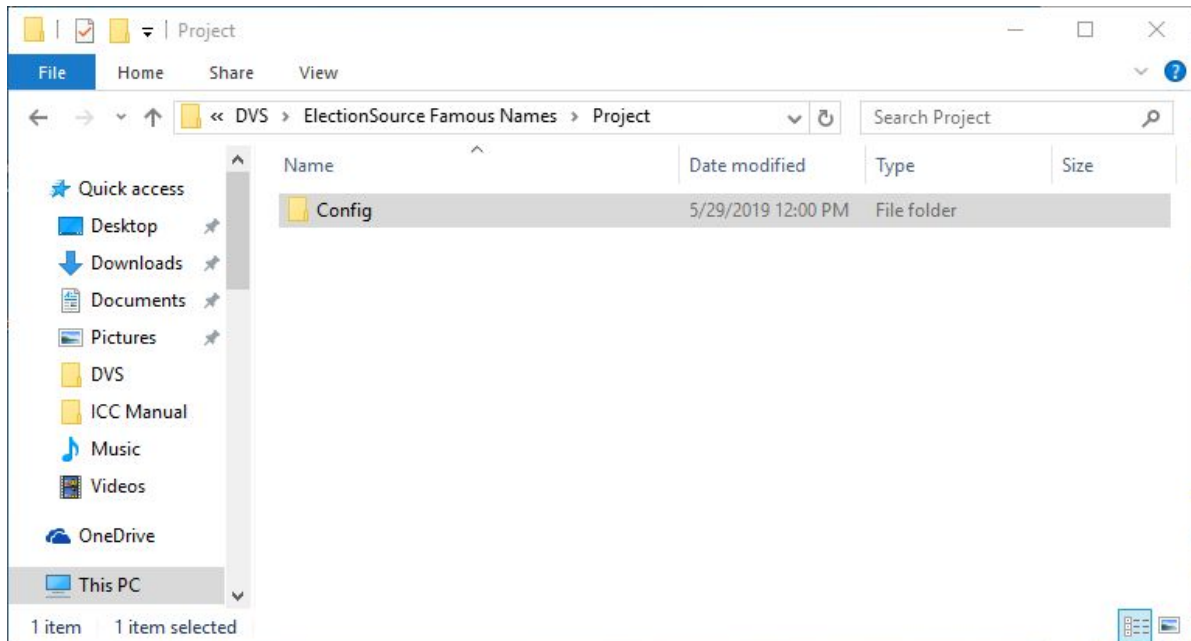 Project
File Home Share View
« DVS > ElectionSource Famous Names > Project Search Project
Name Date modified Type Size
Quick access
Config 5/29/2019 12:00 PM File folder
Desktop
Downloads
Documents
Pictures
DVS
ICC Manual
Music
Videos
OneDrive
This PC
1 item 1 item selected